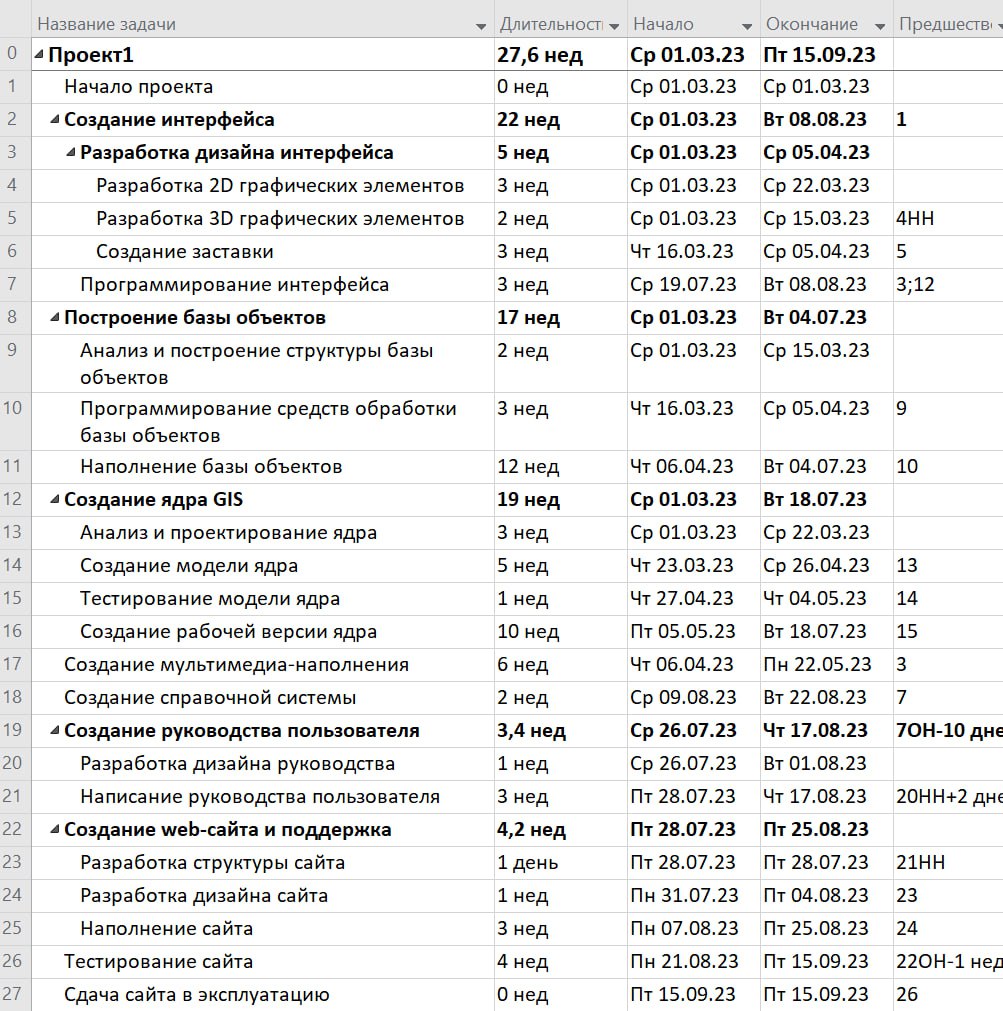 Название задачи Длительност Начало Окончание Предшеств
0 Проект1 27,6 нед Ср 01.03.23 Пт 15.09.23
1 Начало проекта 0 нед Ср 01.03.23 Ср 01.03.23
2 Создание интерфейса 22 нед Ср 01.03.23 Вт 08.08.23 1
3 Разработка дизайна интерфейса 5 нед Ср 01.03.23 Ср 05.04.23
4 Разработка 2D графических элементов 3 нед Ср 01.03.23 Ср 22.03.23
5 Разработка 3D графических элементов 2 нед Ср 01.03.23 Ср 15.03.23 4НН
6 Создание заставки 3 нед Чт 16.03.23 Ср 05.04.23 5
7 Программирование интерфейса 3 нед Ср 19.07.23 Вт 08.08.23 3;12
8 Построение базы объектов 17 нед Ср 01.03.23 Вт 04.07.23
9 Анализ и построение структуры базы 2 нед Ср 01.03.23 Ср 15.03.23
объектов
10 Программирование средств обработки 3 нед Чт 16.03.23 Ср 05.04.23 9
базы объектов
11 Наполнение базы объектов 12 нед Чт 06.04.23 Вт 04.07.23 10
12 Создание ядра GIS 19 нед Ср 01.03.23 Вт 18.07.23
13 Анализ и проектирование ядра 3 нед Ср 01.03.23 Ср 22.03.23
14 Создание модели ядра 5 нед Чт 23.03.23 Ср 26.04.23 13
15 Тестирование модели ядра 1 нед Чт 27.04.23 Чт 04.05.23 14
16 Создание рабочей версии ядра 10 нед Пт 05.05.23 Вт 18.07.23 15
17 Создание мультимедиа-наполнения 6 нед Чт 06.04.23 Пн 22.05.23 3
18 Создание справочной системы 2 нед Ср 09.08.23 Вт 22.08.23 7
19 Создание руководства пользователя 3,4 нед Ср 26.07.23 Чт 17.08.23 7ОН-10 дне
20 Разработка дизайна руководства 1 нед Ср 26.07.23 Вт 01.08.23
21 Написание руководства пользователя 3 нед Пт 28.07.23 Чт 17.08.23 20НН+2 дне
22 Создание web-сайта и поддержка 4,2 нед Пт 28.07.23 Пт 25.08.23
23 Разработка структуры сайта 1 день Пт 28.07.23 Пт 28.07.23 21НН
24 Разработка дизайна сайта 1 нед Пн 31.07.23 Пт 04.08.23 23
25 Наполнение сайта 3 нед Пн 07.08.23 Пт 25.08.23 24
26 Тестирование сайта 4 нед Пн 21.08.23 Пт 15.09.23 22ОН-1 нед
27 Сдача сайта в эксплуатацию 0 нед Пт 15.09.23 Пт 15.09.23 26